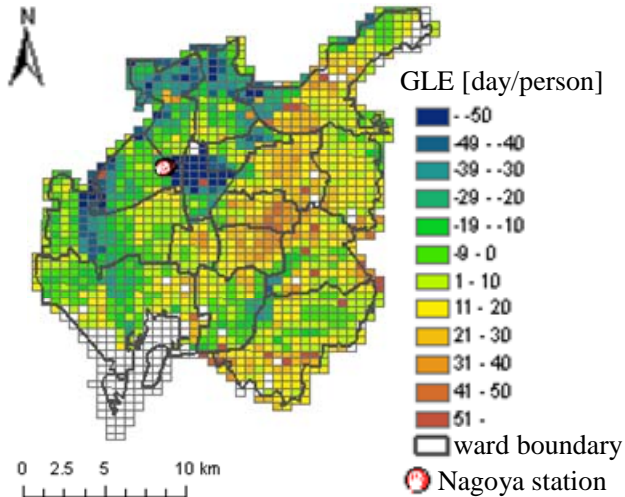 N
GLE [day/person]
- -50
-49 - -40
-39 - -30
-29 - -20
-19 - -10
-9 - 0
1 - 10
11 - 20
21 - 30
31 - 40
41 - 50
51 -
ward boundary
Nagoya station
0 2.5 5 10 km